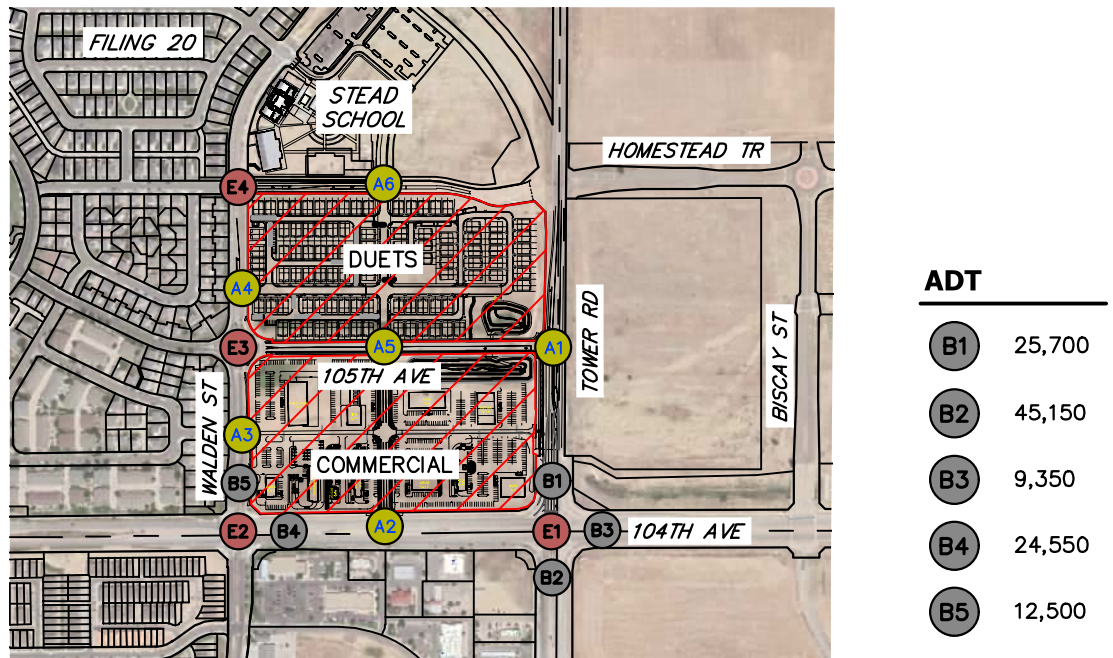 FILING 20
STEAD
SCHOOL
HOMESTEAD TR
E4
A6
DUETS
A4
TOWER RD
BISCAY ST
E3
A5
A1
105TH AVE
WALDEN ST
A3
COMMERCIAL
B5
B1
E2
B4
A2
E1
B3
104TH AVE
B2
ADT
B1 25,700
B2 45,150
B3 9,350
B4 24,550
B5 12,500